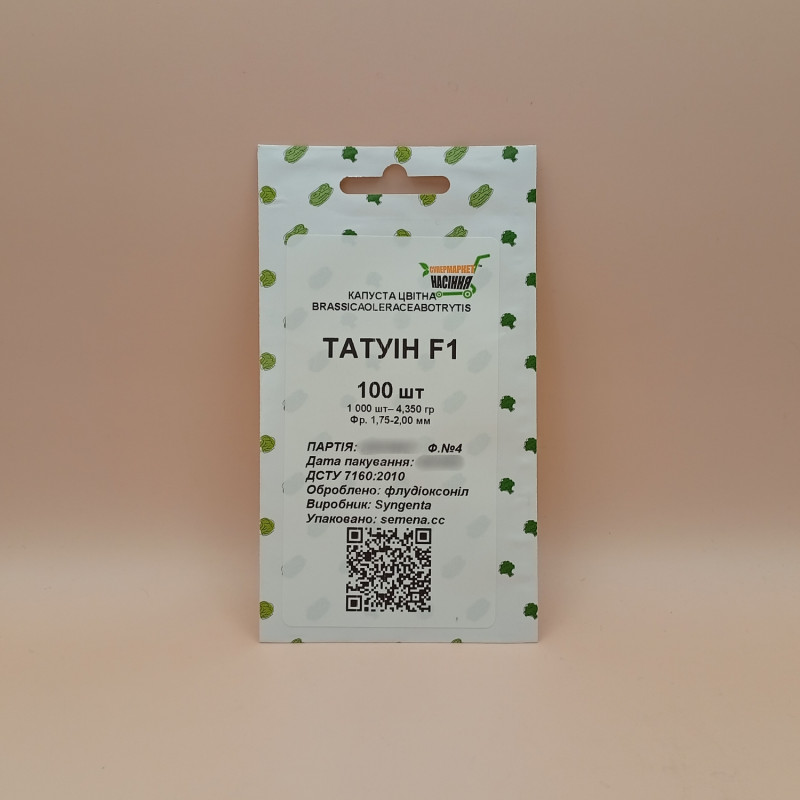 СУПЕРМАРКЕТ
НАСІННЯ
КАПУСТА ЦВІТНА
BRASSICAOLERACEABOTRYTIS
ТАТУІН F1
100 шт
1 000 шт– 4,350 гр
Фр. 1,75-2,00 мм
ПАРТІЯ: Ф.№4
Дата пакування:
ДСТУ 7160:2010
Оброблено: флудіоксоніл
Виробник: Syngenta
Упаковано: semena.cc